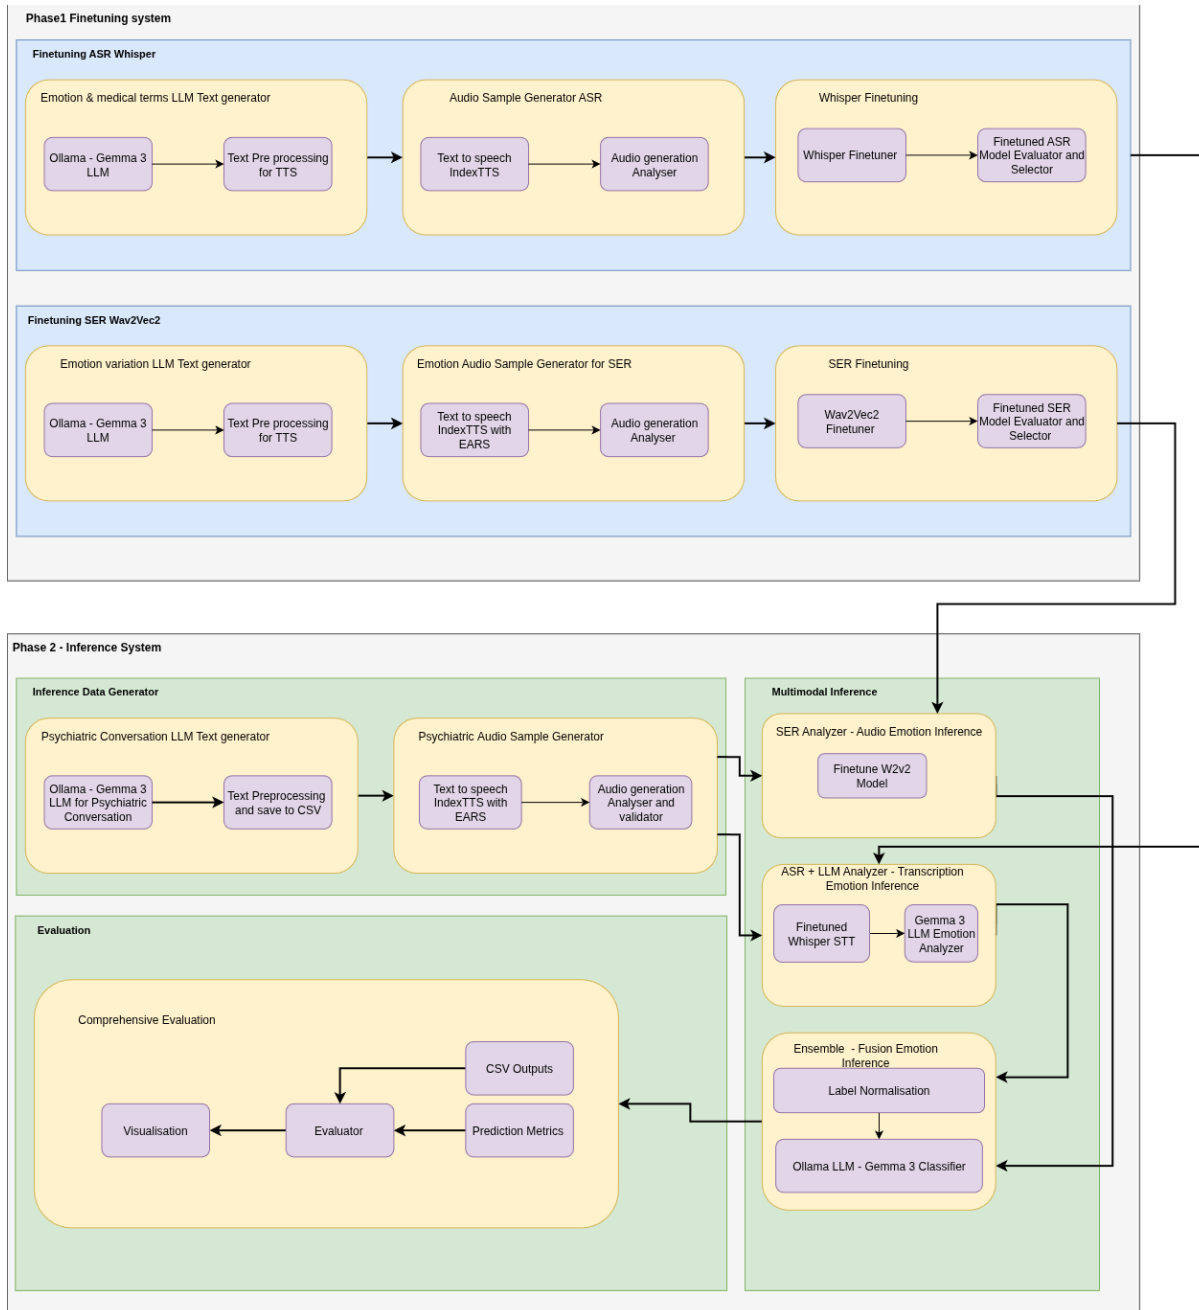 Phase1 Finetuning system
Finetuning ASR Whisper
Emotion & medical terms LLM Text generator
Ollama - Gemma 3
LLM
Text Pre processing
for TTS
Audio Sample Generator ASR
Text to speech
IndexTTS
Audio generation
Analyser
Whisper Finetuning
Whisper Finetuner
Finetuned ASR
Model Evaluator and
Selector
Finetuning SER Wav2Vec2
Emotion variation LLM Text generator
Ollama - Gemma 3
LLM
Text Pre processing
for TTS
Emotion Audio Sample Generator for SER
Text to speech
IndexTTS with
EARS
Audio generation
Analyser
SER Finetuning
Wav2Vec2
Finetuner
Finetuned SER
Model Evaluator and
Selector
Phase 2 - Inference System
Inference Data Generator
Psychiatric Conversation LLM Text generator
Ollama - Gemma 3
LLM for Psychiatric
Conversation
Text Preprocessing
and save to CSV
Psychiatric Audio Sample Generator
Text to speech
IndexTTS with
EARS
Audio generation
Analyser and
validator
Multimodal Inference
SER Analyzer - Audio Emotion Inference
Finetune W2v2
Model
ASR + LLM Analyzer - Transcription
Emotion Inference
Finetuned
Whisper STT
Gemma 3
LLM Emotion
Analyzer
Ensemble  - Fusion Emotion
Inference
Label Normalisation
Ollama LLM - Gemma 3 Classifier
Evaluation
Comprehensive Evaluation
CSV Outputs
Visualisation
Evaluator
Prediction Metrics